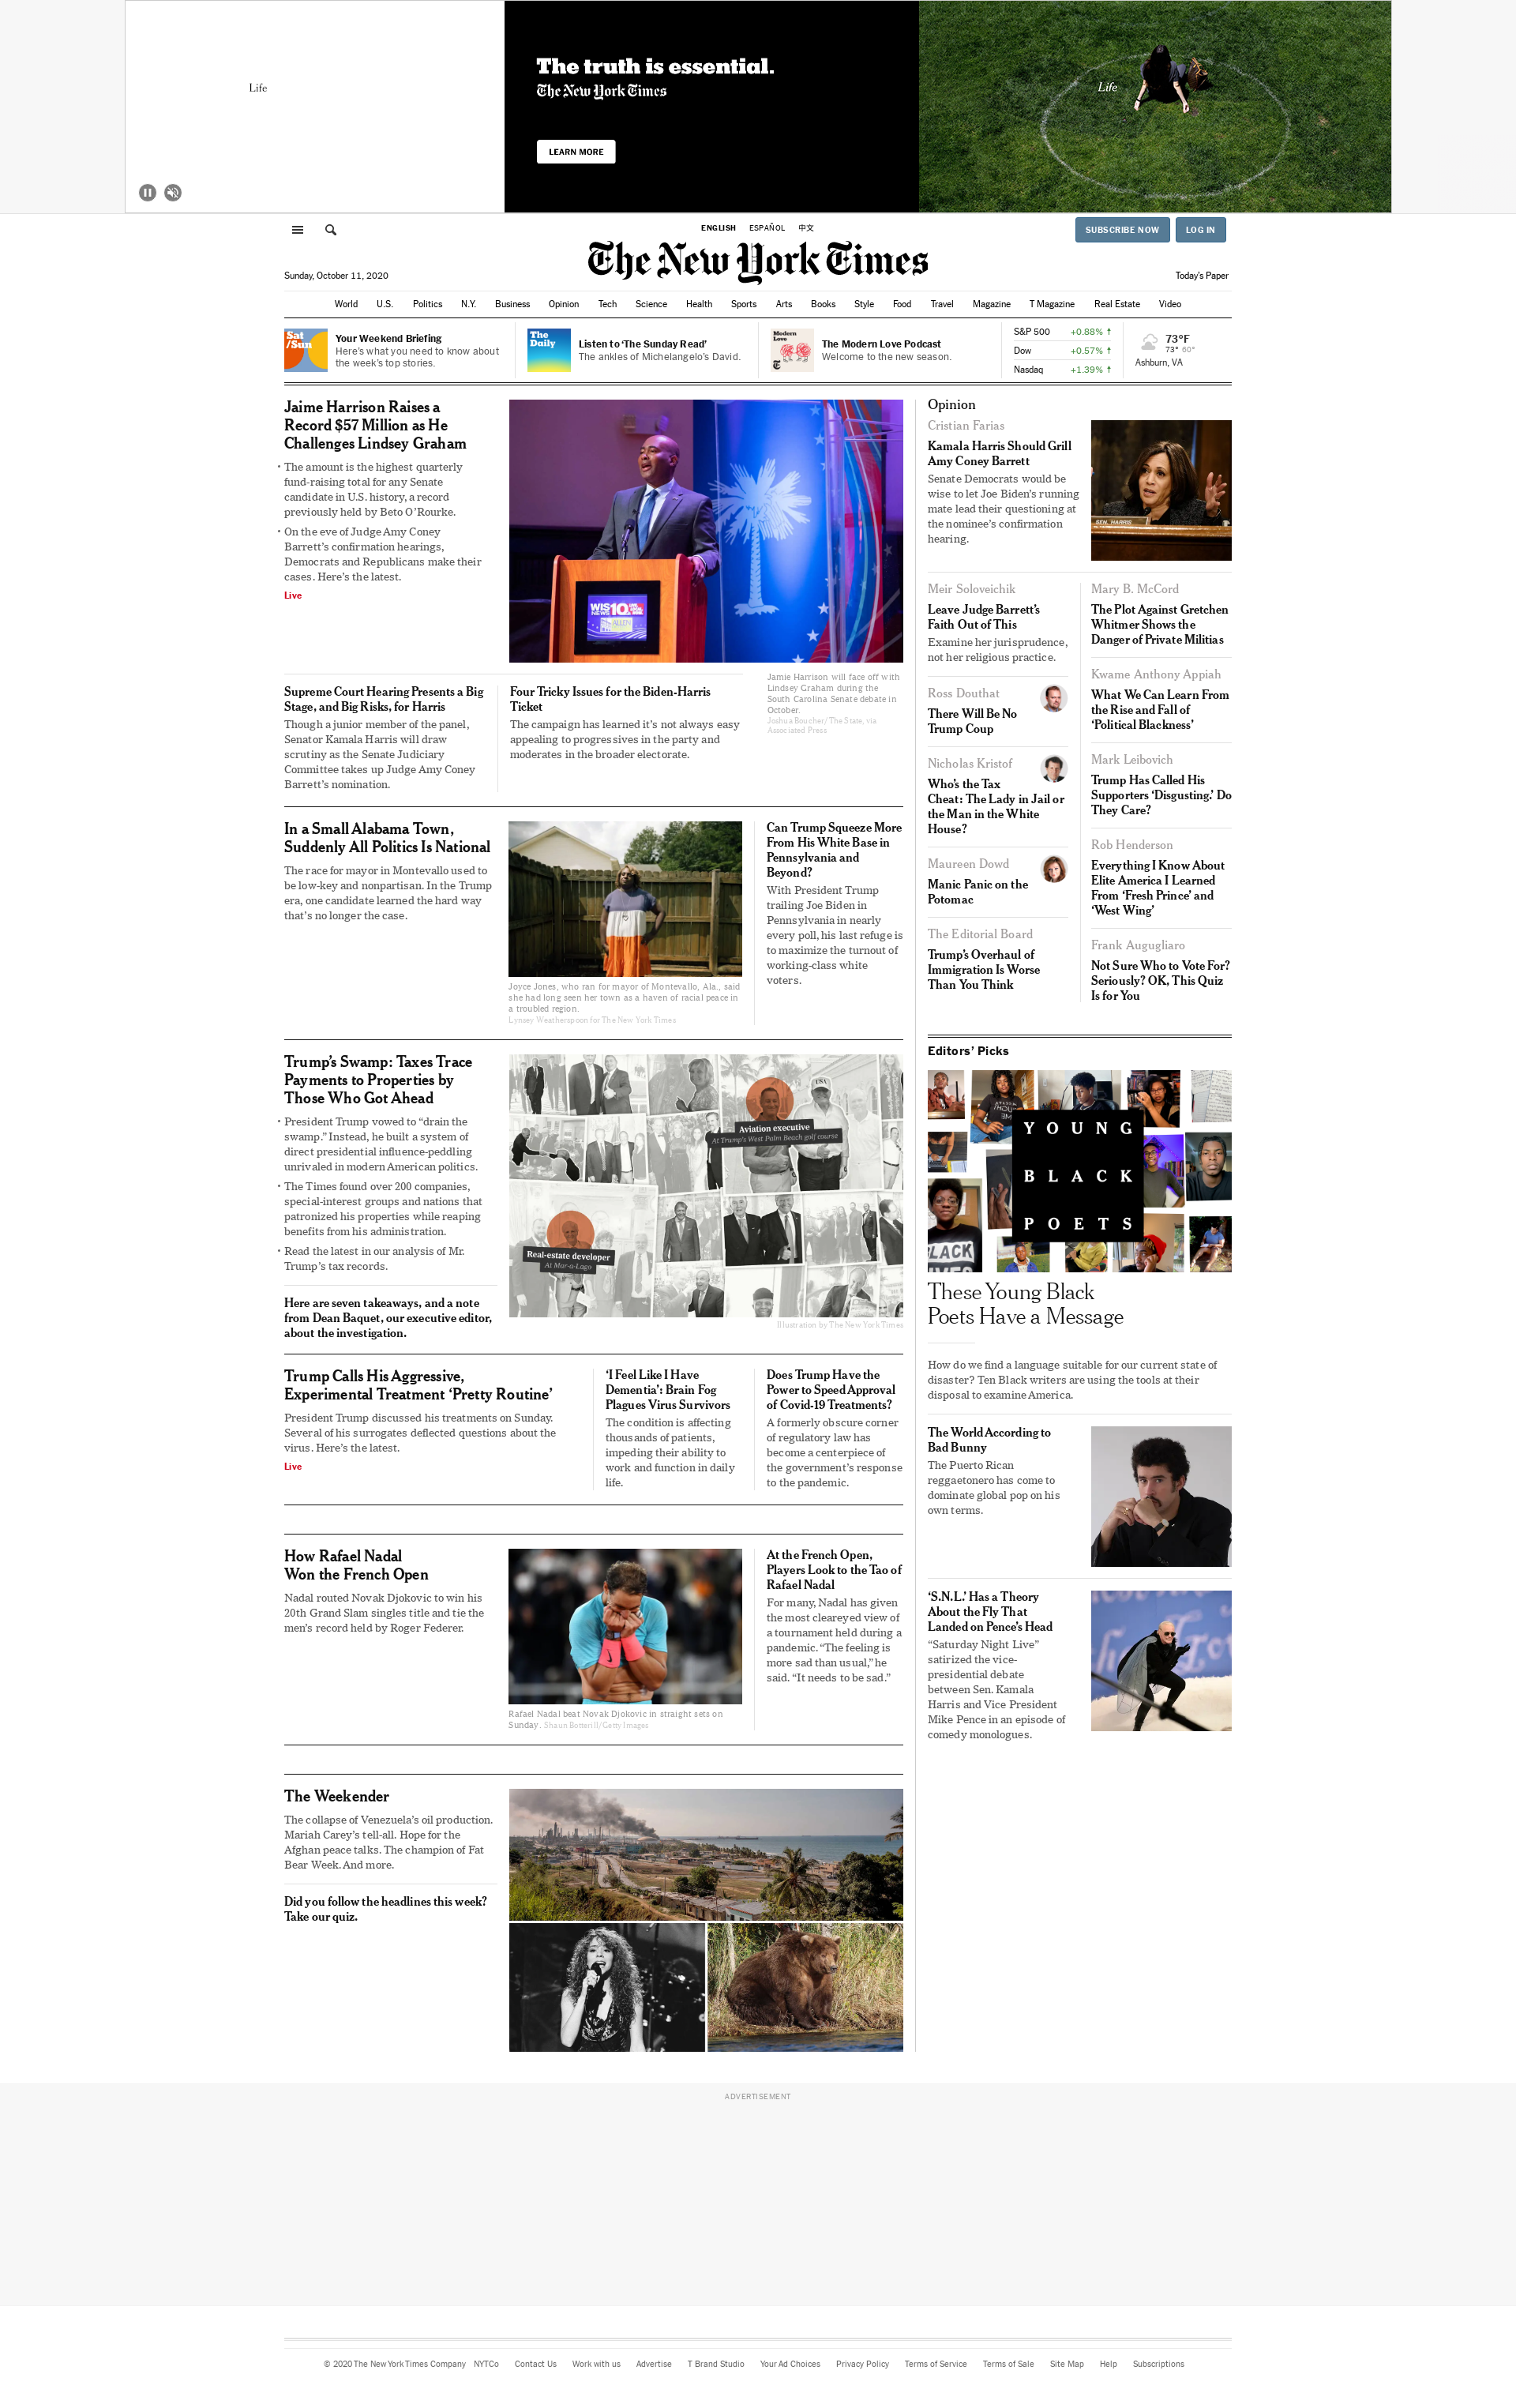 Life
The truth is essential.
The New York Times
LEARN MORE
Life
ENGLISH ESPAÑOL 中文
SUBSCRIBE NOW LOG IN
The New York Times
Sunday, October 11, 2020
Today's Paper
World U.S. Politics N.Y. Business Opinion Tech Science Health Sports Arts Books Style Food Travel Magazine T Magazine Real Estate Video
Sat
/Sun
Your Weekend Briefing
Here's what you need to know about
the week's top stories.
The
Daily
Listen to 'The Sunday Read'
The ankles of Michelangelo's David.
Modern
Love
The Modern Love Podcast
Welcome to the new season.
S&P 500 +0.88% ↑
Dow +0.57% ↑
Nasdaq +1.39% ↑
73°F
73° 60°
Ashburn, VA
Jaime Harrison Raises a
Record $57 Million as He
Challenges Lindsey Graham
• The amount is the highest quarterly
fund-raising total for any Senate
candidate in U.S. history, a record
previously held by Beto O'Rourke.
• On the eve of Judge Amy Coney
Barrett's confirmation hearings,
Democrats and Republicans make their
cases. Here's the latest.
Live
WIS
NEWS 10
Jamie Harrison will face off with
Lindsey Graham during the
South Carolina Senate debate in
October.
Joshua Boucher/The State, via
Associated Press
Supreme Court Hearing Presents a Big
Stage, and Big Risks, for Harris
Though a junior member of the panel,
Senator Kamala Harris will draw
scrutiny as the Senate Judiciary
Committee takes up Judge Amy Coney
Barrett's nomination.
Four Tricky Issues for the Biden-Harris
Ticket
The campaign has learned it's not always easy
appealing to progressives in the party and
moderates in the broader electorate.
In a Small Alabama Town,
Suddenly All Politics Is National
The race for mayor in Montevallo used to
be low-key and nonpartisan. In the Trump
era, one candidate learned the hard way
that's no longer the case.
Joyce Jones, who ran for mayor of Montevallo, Ala., said
she had long seen her town as a haven of racial peace in
a troubled region.
Lynsey Weatherspoon for The New York Times
Can Trump Squeeze More
From His White Base in
Pennsylvania and
Beyond?
With President Trump
trailing Joe Biden in
Pennsylvania in nearly
every poll, his last refuge is
to maximize the turnout of
working-class white
voters.
Trump's Swamp: Taxes Trace
Payments to Properties by
Those Who Got Ahead
• President Trump vowed to "drain the
swamp." Instead, he built a system of
direct presidential influence-peddling
unrivaled in modern American politics.
• The Times found over 200 companies,
special-interest groups and nations that
patronized his properties while reaping
benefits from his administration.
• Read the latest in our analysis of Mr.
Trump's tax records.
Here are seven takeaways, and a note
from Dean Baquet, our executive editor,
about the investigation.
USA
Aviation executive
At Trump's West Palm Beach golf course
Real-estate developer
At Mar-a-Lago
Illustration by The New York Times
Trump Calls His Aggressive,
Experimental Treatment 'Pretty Routine'
President Trump discussed his treatments on Sunday.
Several of his surrogates deflected questions about the
virus. Here's the latest.
Live
'I Feel Like I Have
Dementia': Brain Fog
Plagues Virus Survivors
The condition is affecting
thousands of patients,
impeding their ability to
work and function in daily
life.
Does Trump Have the
Power to Speed Approval
of Covid-19 Treatments?
A formerly obscure corner
of regulatory law has
become a centerpiece of
the government's response
to the pandemic.
How Rafael Nadal
Won the French Open
Nadal routed Novak Djokovic to win his
20th Grand Slam singles title and tie the
men's record held by Roger Federer.
Rafael Nadal beat Novak Djokovic in straight sets on
Sunday. Shaun Botterill/Getty Images
At the French Open,
Players Look to the Tao of
Rafael Nadal
For many, Nadal has given
the most cleareyed view of
a tournament held during a
pandemic. "The feeling is
more sad than usual," he
said. "It needs to be sad."
The Weekender
The collapse of Venezuela's oil production.
Mariah Carey's tell-all. Hope for the
Afghan peace talks. The champion of Fat
Bear Week. And more.
Did you follow the headlines this week?
Take our quiz.
Opinion
Cristian Farias
Kamala Harris Should Grill
Amy Coney Barrett
Senate Democrats would be
wise to let Joe Biden's running
mate lead their questioning at
the nominee's confirmation
hearing.
SEN. HARRIS
Meir Soloveichik
Leave Judge Barrett's
Faith Out of This
Examine her jurisprudence,
not her religious practice.
Ross Douthat
There Will Be No
Trump Coup
Nicholas Kristof
Who's the Tax
Cheat: The Lady in Jail or
the Man in the White
House?
Maureen Dowd
Manic Panic on the
Potomac
The Editorial Board
Trump's Overhaul of
Immigration Is Worse
Than You Think
Mary B. McCord
The Plot Against Gretchen
Whitmer Shows the
Danger of Private Militias
Kwame Anthony Appiah
What We Can Learn From
the Rise and Fall of
'Political Blackness'
Mark Leibovich
Trump Has Called His
Supporters 'Disgusting.' Do
They Care?
Rob Henderson
Everything I Know About
Elite America I Learned
From 'Fresh Prince' and
'West Wing'
Frank Augugliaro
Not Sure Who to Vote For?
Seriously? OK, This Quiz
Is for You
Editors' Picks
YOUNG
BLACK
POETS
These Young Black
Poets Have a Message
How do we find a language suitable for our current state of
disaster? Ten Black writers are using the tools at their
disposal to examine America.
The World According to
Bad Bunny
The Puerto Rican
reggaetonero has come to
dominate global pop on his
own terms.
'S.N.L.' Has a Theory
About the Fly That
Landed on Pence's Head
"Saturday Night Live"
satirized the vice-
presidential debate
between Sen. Kamala
Harris and Vice President
Mike Pence in an episode of
comedy monologues.
ADVERTISEMENT
© 2020 The New York Times Company NYTCo Contact Us Work with us Advertise T Brand Studio Your Ad Choices Privacy Policy Terms of Service Terms of Sale Site Map Help Subscriptions